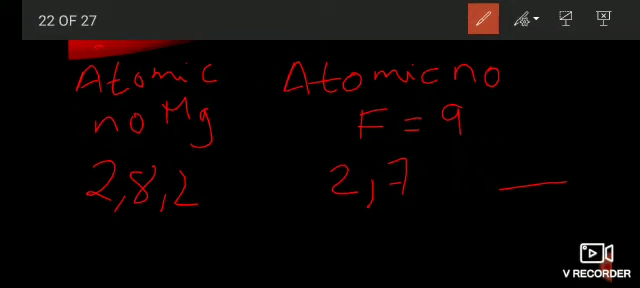 22 OF 27
Atomic
no Mg
2,8,2
Atomic no
F = 9
2,7
V RECORDER